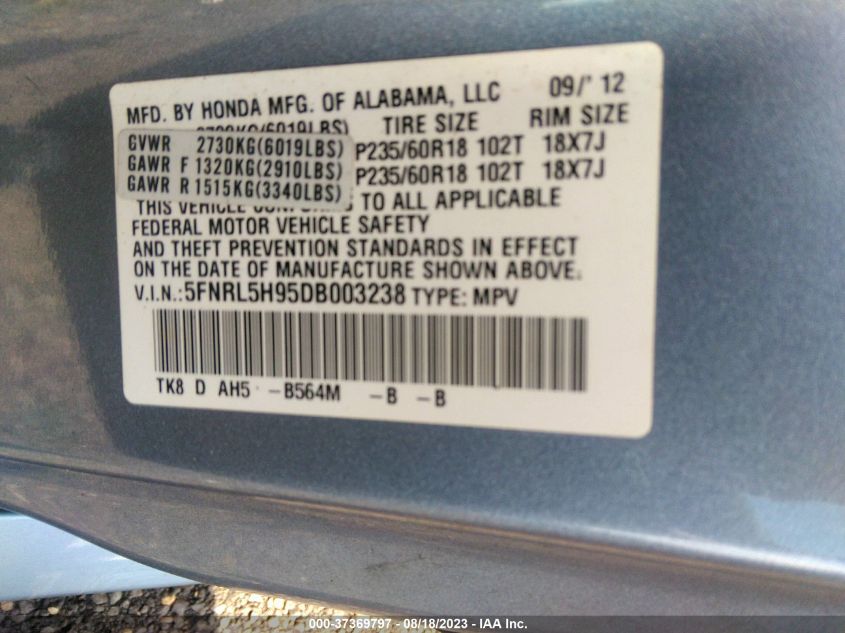 MFD. BY HONDA MFG. OF ALABAMA, LLC 09/' 12
2730KG(6019LBS) TIRE SIZE RIM SIZE
GVWR 2730KG(6019LBS) P235/60R18 102T 18X7J
GAWR F 1320KG(2910LBS) P235/60R18 102T 18X7J
GAWR R 1515KG(3340LBS)
THIS VEHICLE CONFORMS TO ALL APPLICABLE
FEDERAL MOTOR VEHICLE SAFETY
AND THEFT PREVENTION STANDARDS IN EFFECT
ON THE DATE OF MANUFACTURE SHOWN ABOVE.
V.I.N.:5FNRL5H95DB003238 TYPE: MPV
TK8 D AH5 -B564M -B -B
000-37369797 - 08/18/2023 - IAA Inc.